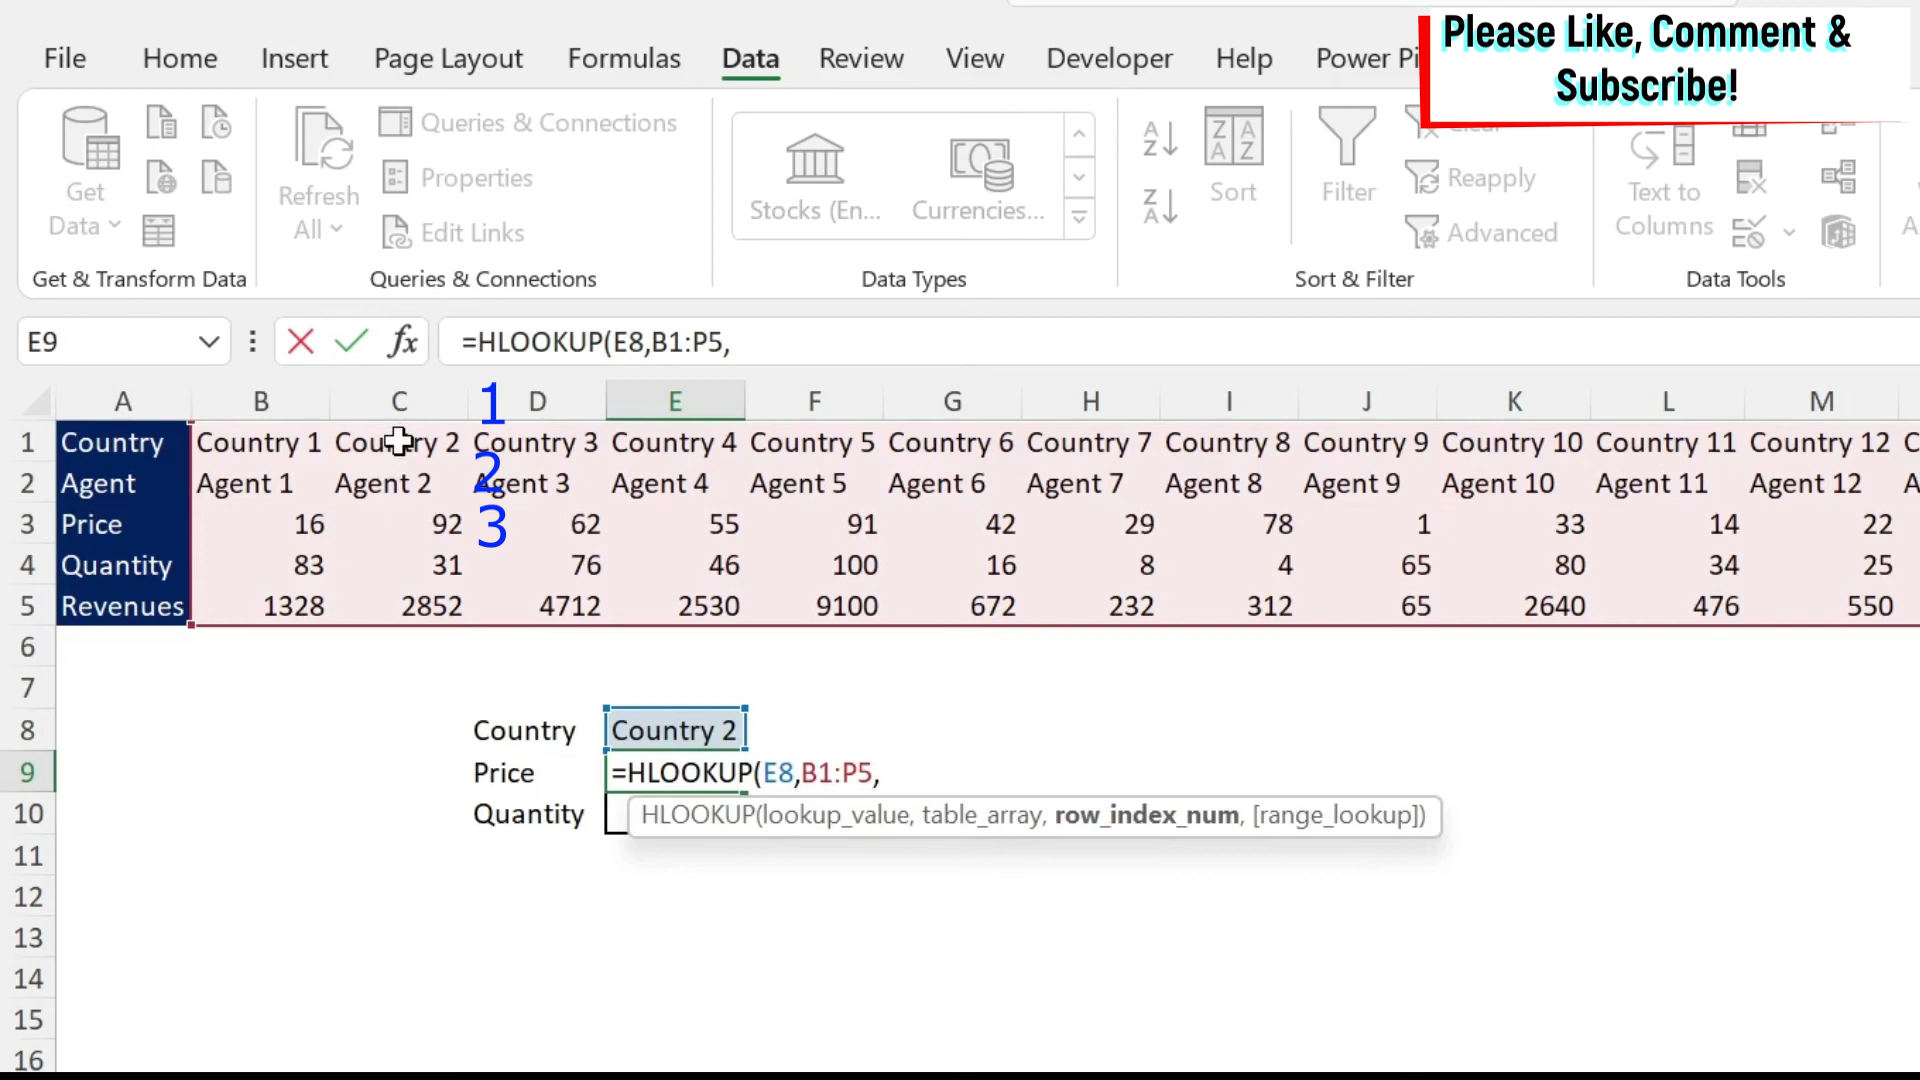 Please Like, Comment &
Subscribe!
File Home Insert Page Layout Formulas Data Review View Developer Help Power
Get
Data
Refresh
All
Queries & Connections
Properties
Edit Links
Stocks (En...
Currencies...
Sort
Filter
Clear
Reapply
Advanced
Text to
Columns
Get & Transform Data Queries & Connections Data Types Sort & Filter Data Tools
E9 fx =HLOOKUP(E8,B1:P5,
A B C D E F G H I J K L M
1 Country Country 1 Country 2 Country 3 Country 4 Country 5 Country 6 Country 7 Country 8 Country 9 Country 10 Country 11 Country 12 C
2 Agent Agent 1 Agent 2 Agent 3 Agent 4 Agent 5 Agent 6 Agent 7 Agent 8 Agent 9 Agent 10 Agent 11 Agent 12 A
3 Price 16 92 62 55 91 42 29 78 1 33 14 22
4 Quantity 83 31 76 46 100 16 8 4 65 80 34 25
5 Revenues 1328 2852 4712 2530 9100 672 232 312 65 2640 476 550
1
2
3
6
7
8 Country Country 2
9 Price =HLOOKUP(E8,B1:P5,
10 Quantity HLOOKUP(lookup_value, table_array, row_index_num, [range_lookup])
11
12
13
14
15
16